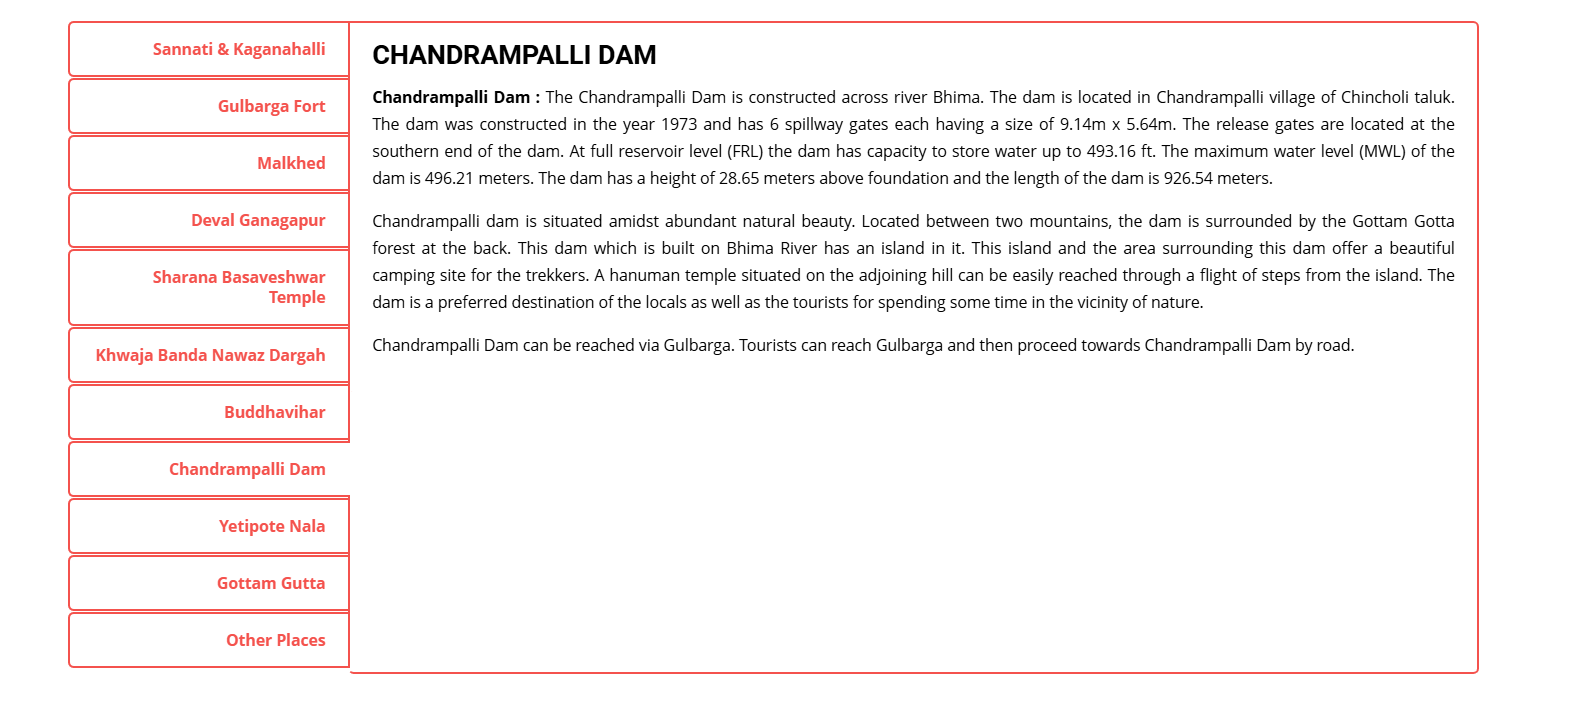 Sannati & Kaganahalli
Gulbarga Fort
Malkhed
Deval Ganagapur
Sharana Basaveshwar
Temple
Khwaja Banda Nawaz Dargah
Buddhavihar
Chandrampalli Dam
Yetipote Nala
Gottam Gutta
Other Places
CHANDRAMPALLI DAM
Chandrampalli Dam : The Chandrampalli Dam is constructed across river Bhima. The dam is located in Chandrampalli village of Chincholi taluk.
The dam was constructed in the year 1973 and has 6 spillway gates each having a size of 9.14m x 5.64m. The release gates are located at the
southern end of the dam. At full reservoir level (FRL) the dam has capacity to store water up to 493.16 ft. The maximum water level (MWL) of the
dam is 496.21 meters. The dam has a height of 28.65 meters above foundation and the length of the dam is 926.54 meters.
Chandrampalli dam is situated amidst abundant natural beauty. Located between two mountains, the dam is surrounded by the Gottam Gotta
forest at the back. This dam which is built on Bhima River has an island in it. This island and the area surrounding this dam offer a beautiful
camping site for the trekkers. A hanuman temple situated on the adjoining hill can be easily reached through a flight of steps from the island. The
dam is a preferred destination of the locals as well as the tourists for spending some time in the vicinity of nature.
Chandrampalli Dam can be reached via Gulbarga. Tourists can reach Gulbarga and then proceed towards Chandrampalli Dam by road.